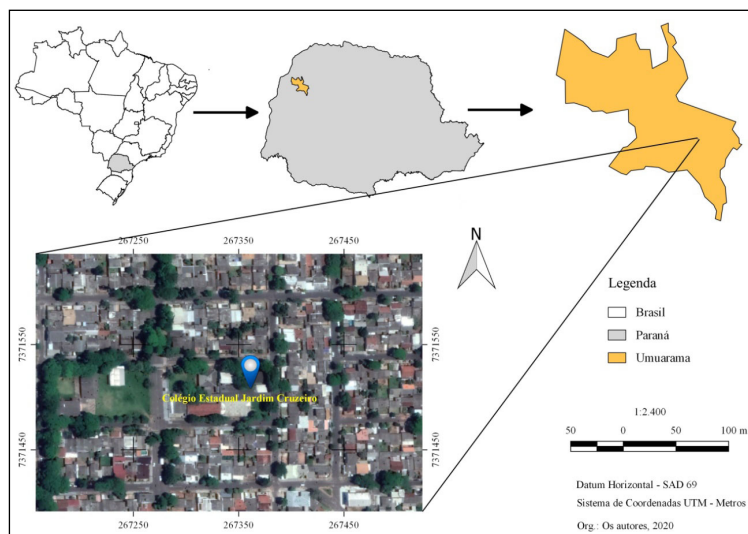 N
267250
267350
267450
Legenda
Brasil
Paraná
Umuarama
7371550
7371550
Colégio Estadual Jardim Cruzeiro
7371450
7371450
1:2.400
50
0
50
100 m
267250
267350
267450
Datum Horizontal - SAD 69
Sistema de Coordenadas UTM - Metros
Org.: Os autores, 2020